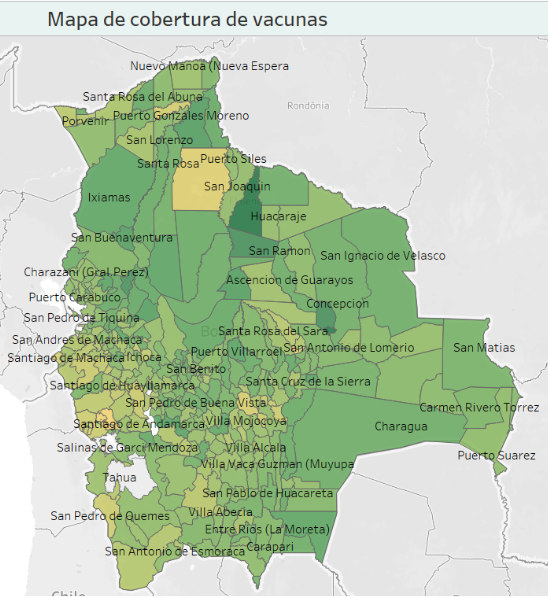 Mapa de cobertura de vacunas
Nuevo Manoa (Nueva Espera
Santa Rosa del Abuna
Rondônia
Porvenir
Puerto Gonzales Moreno
San Lorenzo
Santa Rosa
Puerto Siles
San Joaquin
Ixiamas
Huacaraje
San Buenaventura
San Ramon
San Ignacio de Velasco
Charazani (Gral.Perez)
Ascencion de Guarayos
Puerto Carabuco
Concepcion
San Pedro de Tiquina
Santa Rosa del Sara
San Andres de Machaca
Puerto Villarroel
San Antonio de Lomerio
San Matias
Santiago de Machaca
Ichoca
San Benito
Santiago de Huayllamarca
Santa Cruz de la Sierra
San Pedro de Buena Vista
Carmen Rivero Torrez
Santiago de Andamarca
Villa Mojocoya
Charagua
Salinas de Garci Mendoza
Villa Alcala
Puerto Suarez
Villa Vaca Guzman (Muyupa
Tahua
San Pablo de Huacareta
San Pedro de Quemes
Villa Abecia
Entre Rios (La Moreta)
San Antonio de Esmoraca
Carapari
Chile